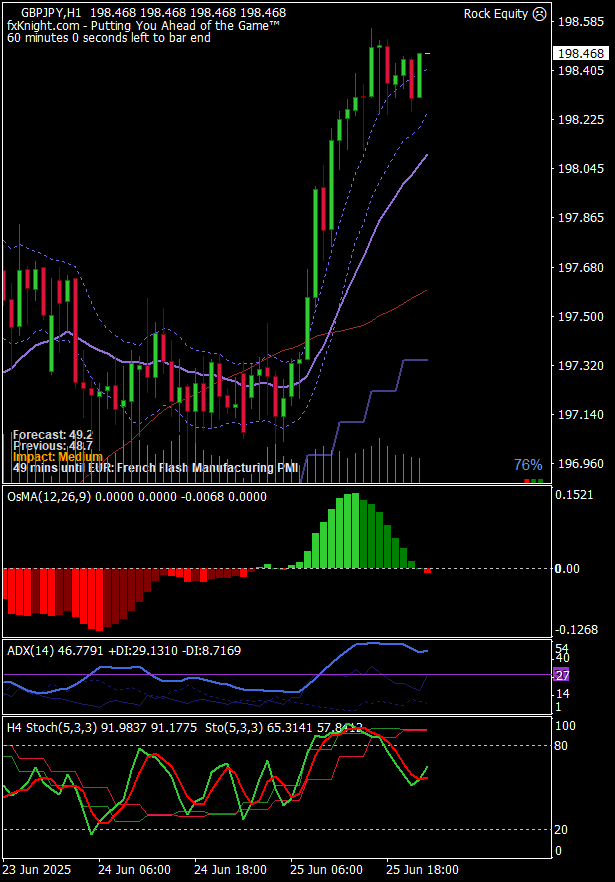 GBPJPY,H1 198.468 198.468 198.468 198.468
Rock Equity ☹
fxKnight.com - Putting You Ahead of the Game™
60 minutes 0 seconds left to bar end
198.585
198.468
198.405
198.225
198.045
197.865
197.680
197.500
197.320
197.140
196.960
Forecast: 49.2
Previous: 48.7
Impact: Medium
49 mins until EUR: French Flash Manufacturing PMI
76%
OsMA(12,26,9) 0.0000 0.0000 -0.0068 0.0000
0.1521
0.00
-0.1268
ADX(14) 46.7791 +DI:29.1310 -DI:8.7169
54
40
27
14
1
H4 Stoch(5,3,3) 91.9837 91.1775 Sto(5,3,3) 65.3141
100
80
20
0
23 Jun 2025 24 Jun 06:00 24 Jun 18:00 25 Jun 06:00 25 Jun 18:00